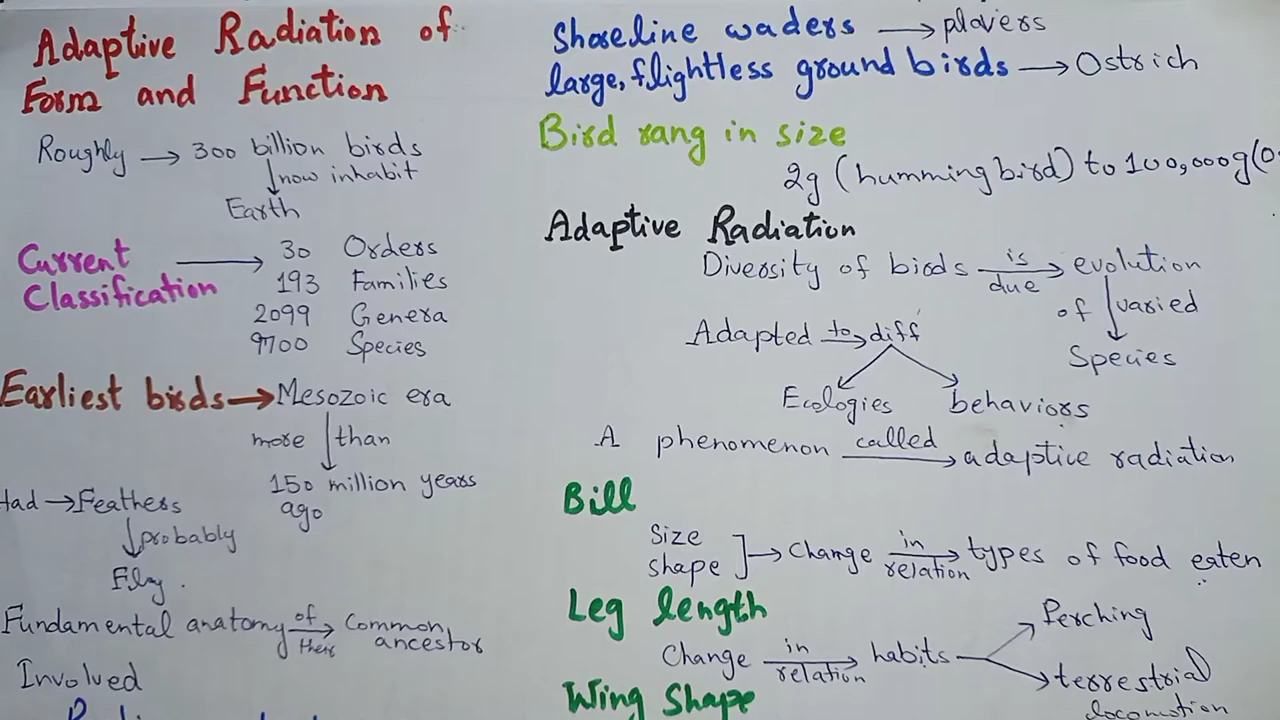 Adaptive Radiation of
Form and Function
Roughly → 300 billion birds
now inhabit
Earth
Current Classification → 30 Orders
193 Families
2099 Genera
9700 Species
Earliest birds → Mesozoic era
more than
150 million years
ago
Had → Feathers
probably
Flay.
Fundamental anatomy of their → Common
ancestor
Involved
Shoreline waders → plovers
large, flightless ground birds → Ostrich
Bird rang in size
2g (hummingbird) to 100,000g (O
Adaptive Radiation
Diversity of birds is due → evolution
of varied
Species
Adapted to → diff
Ecologies behaviors
A phenomenon called → adaptive radiation
Bill
Size
shape ] → Change in relation → types of food eaten
Leg length
Change in relation → habits
Perching
terrestrial
locomotion
Wing Shape